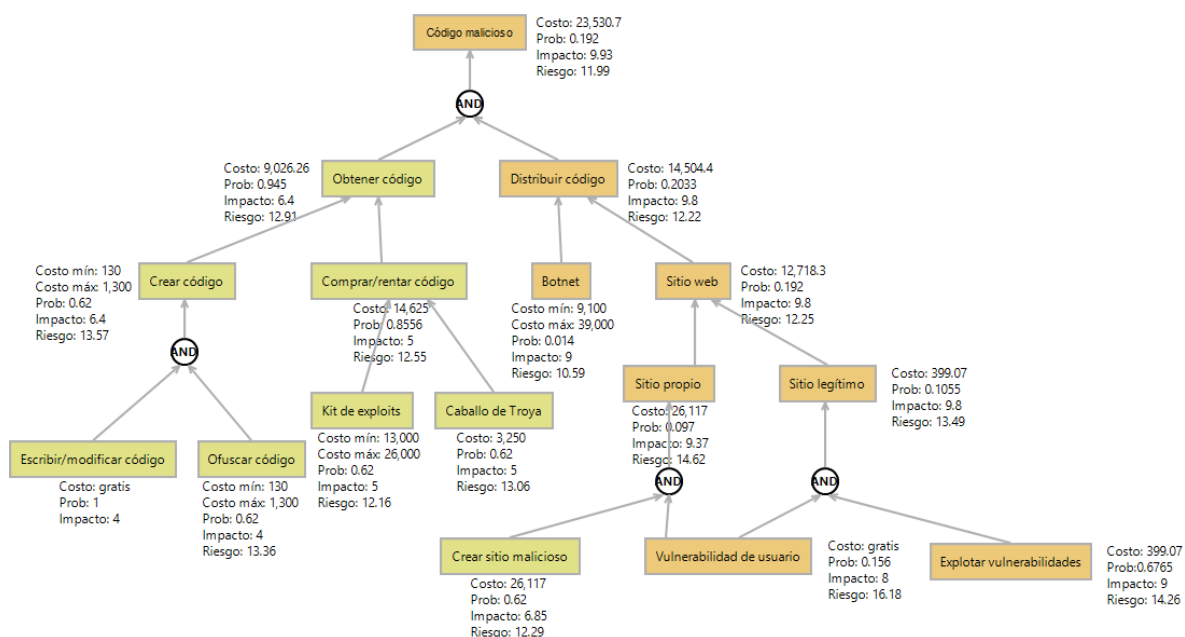 Código malicioso
Costo: 23,530.7
Prob: 0.192
Impacto: 9.93
Riesgo: 11.99
AND
Costo: 9,026.26
Prob: 0.945
Impacto: 6.4
Riesgo: 12.91
Obtener código
Distribuir código
Costo: 14,504.4
Prob: 0.2033
Impacto: 9.8
Riesgo: 12.22
Costo mín: 130
Costo máx: 1,300
Prob: 0.62
Impacto: 6.4
Riesgo: 13.57
Crear código
Comprar/rentar código
Costo: 14,625
Prob: 0.8556
Impacto: 5
Riesgo: 12.55
Botnet
Costo mín: 9,100
Costo máx: 39,000
Prob: 0.014
Impacto: 9
Riesgo: 10.59
Sitio web
Costo: 12,718.3
Prob: 0.192
Impacto: 9.8
Riesgo: 12.25
AND
Sitio propio
Costo: 26,117
Prob: 0.097
Impacto: 9.37
Riesgo: 14.62
Sitio legítimo
Costo: 399.07
Prob: 0.1055
Impacto: 9.8
Riesgo: 13.49
Kit de exploits
Costo mín: 13,000
Costo máx: 26,000
Prob: 0.62
Impacto: 5
Riesgo: 12.16
Caballo de Troya
Costo: 3,250
Prob: 0.62
Impacto: 5
Riesgo: 13.06
Escribir/modificar código
Costo: gratis
Prob: 1
Impacto: 4
Ofuscar código
Costo mín: 130
Costo máx: 1,300
Prob: 0.62
Impacto: 4
Riesgo: 13.36
AND
AND
Crear sitio malicioso
Costo: 26,117
Prob: 0.62
Impacto: 6.85
Riesgo: 12.29
Vulnerabilidad de usuario
Costo: gratis
Prob: 0.156
Impacto: 8
Riesgo: 16.18
Explotar vulnerabilidades
Costo: 399.07
Prob:0.6765
Impacto: 9
Riesgo: 14.26